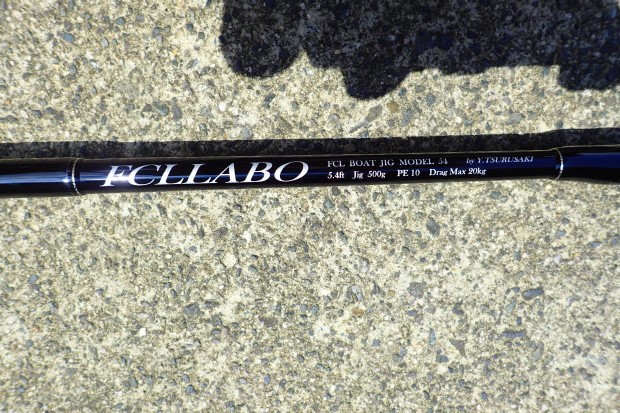 FCLLABO
FCL BOAT JIG MODEL 54 by Y.TSURUSAKI
5.4ft Jig 500g PE 10 Drag Max 20kg